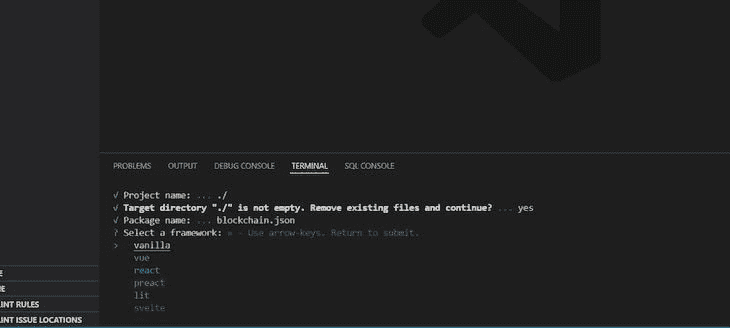 PROBLEMS OUTPUT DEBUG CONSOLE TERMINAL SQL CONSOLE
√ Project name: ... ./
√ Target directory "./" is not empty. Remove existing files and continue? ... yes
√ Package name: ... blockchain.json
? Select a framework: » - Use arrow-keys. Return to submit.
> vanilla
vue
react
preact
lit
svelte
E
NE
INT RULES
INT ISSUE LOCATIONS